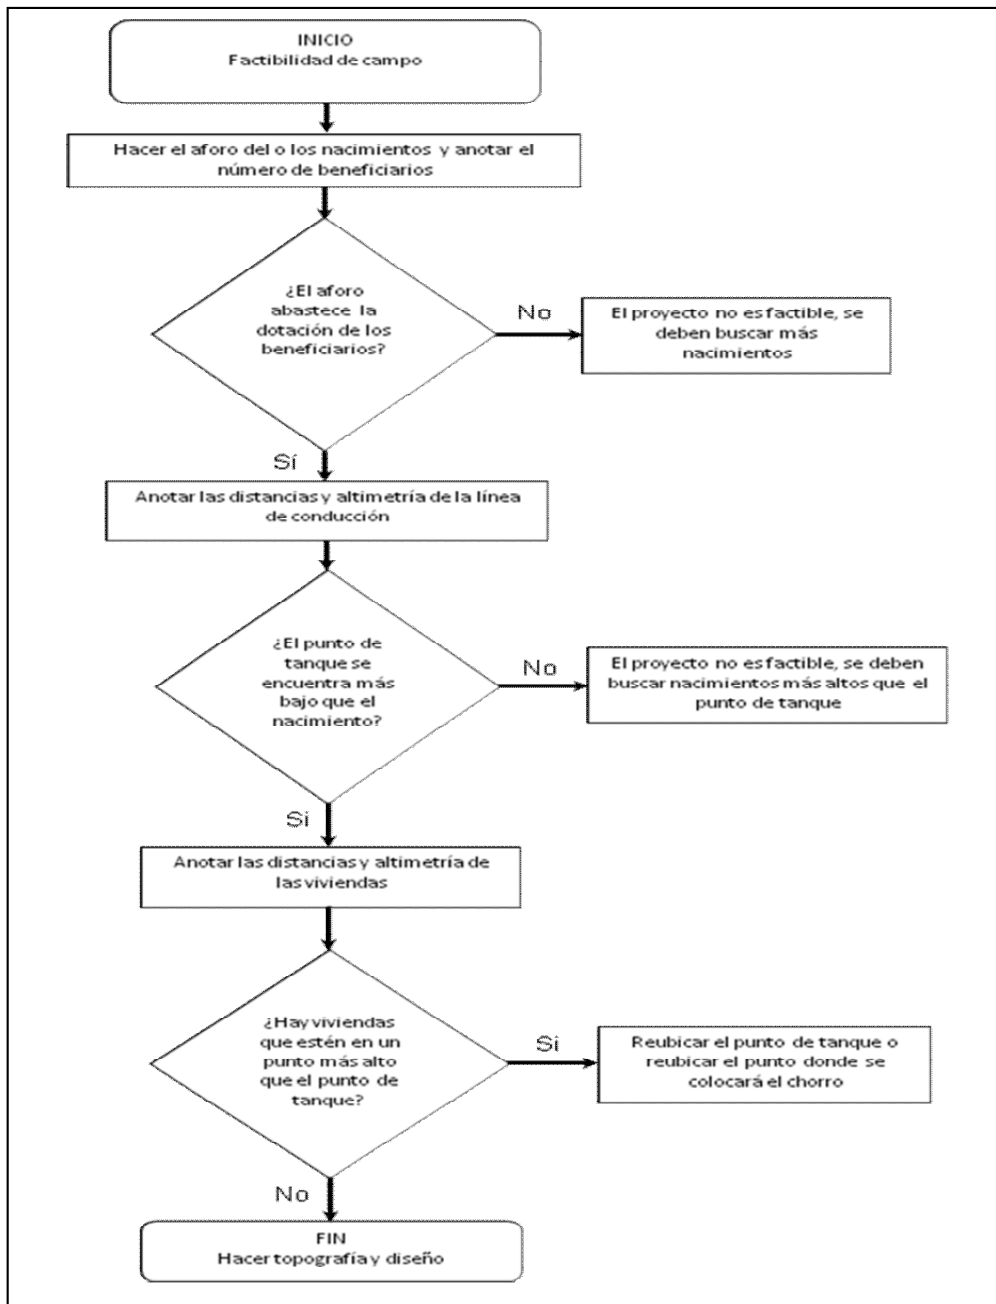 INICIO
Factibilidad de campo
Hacer el aforo del o los nacimientos y anotar el
número de beneficiarios
¿El aforo
abastece la
dotación de los
beneficiarios?
No
El proyecto no es factible, se
deben buscar más
nacimientos
Sí
Anotar las distancias y altimetría de la línea
de conducción
¿El punto de
tanque se
encuentra más
bajo que el
nacimiento?
No
El proyecto no es factible, se deben
buscar nacimientos más altos que el
punto de tanque
Si
Anotar las distancias y altimetría de
las viviendas
¿Hay viviendas
que estén en un
punto más alto
que el punto de
tanque?
Si
Reubicar el punto de tanque o
reubicar el punto donde se
colocará el chorro
No
FIN
Hacer topografía y diseño